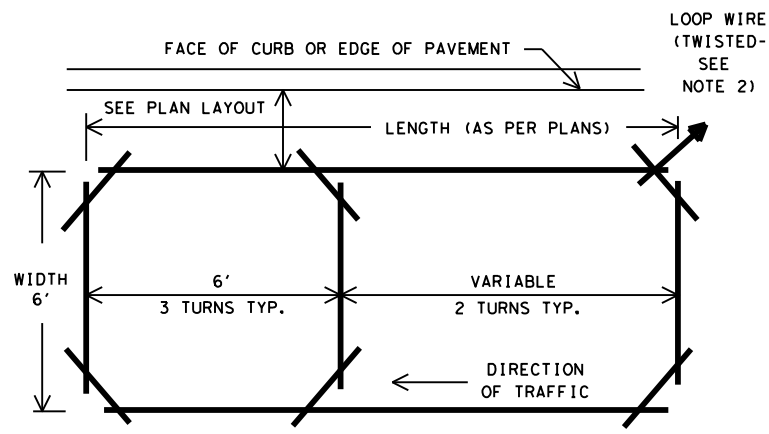 LOOP WIRE
(TWISTED-
SEE
NOTE 2)
FACE OF CURB OR EDGE OF PAVEMENT
SEE PLAN LAYOUT
LENGTH (AS PER PLANS)
WIDTH
6'
6'
3 TURNS TYP.
VARIABLE
2 TURNS TYP.
DIRECTION
OF TRAFFIC